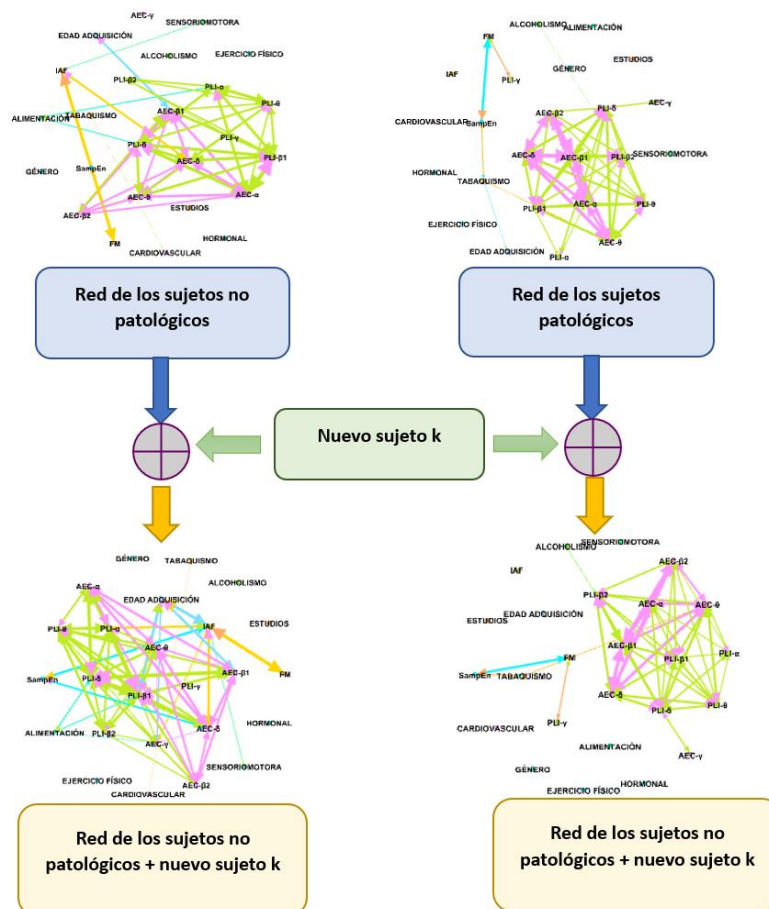 AEC-γ
SENSORIOMOTORA
EDAD ADQUISICIÓN
ALCOHOLISMO
EJERCICIO FÍSICO
IAF
PLI-β2
PLI-α
PLI-θ
AEC-β1
ALIMENTACIÓN
TABAQUISMO
PLI-γ
PLI-δ
PLI-β1
AEC-δ
GÉNERO
SampEn
AEC-θ
AEC-α
ESTUDIOS
AEC-β2
FM
HORMONAL
CARDIOVASCULAR
ALCOHOLISMO
ALIMENTACIÓN
FM
ESTUDIOS
GÉNERO
IAF
PLI-γ
PLI-δ
AEC-γ
AEC-β2
CARDIOVASCULAR
SampEn
AEC-δ
AEC-β1
PLI-β2
SENSORIOMOTORA
HORMONAL
TABAQUISMO
PLI-β1
AEC-α
PLI-θ
EJERCICIO FÍSICO
AEC-θ
EDAD ADQUISICIÓN
PLI-α
Red de los sujetos no
patológicos
Red de los sujetos
patológicos
Nuevo sujeto k
GÉNERO
TABAQUISMO
AEC-α
ALCOHOLISMO
EDAD ADQUISICIÓN
PLI-θ
PLI-α
IAF
ESTUDIOS
AEC-θ
SampEn
PLI-δ
AEC-β1
FM
PLI-β1
PLI-γ
ALIMENTACIÓN
PLI-β2
AEC-γ
AEC-δ
HORMONAL
SENSORIOMOTORA
EJERCICIO FÍSICO
AEC-β2
CARDIOVASCULAR
SENSORIOMOTORA
ALCOHOLISMO
AEC-β2
IAF
PLI-β2
AEC-α
AEC-θ
ESTUDIOS
EDAD ADQUISICIÓN
AEC-β1
FM
PLI-β1
PLI-α
SampEn
TABAQUISMO
AEC-δ
PLI-δ
PLI-θ
CARDIOVASCULAR
PLI-γ
ALIMENTACIÓN
AEC-γ
GÉNERO
HORMONAL
EJERCICIO FÍSICO
Red de los sujetos no
patológicos + nuevo sujeto k
Red de los sujetos no
patológicos + nuevo sujeto k